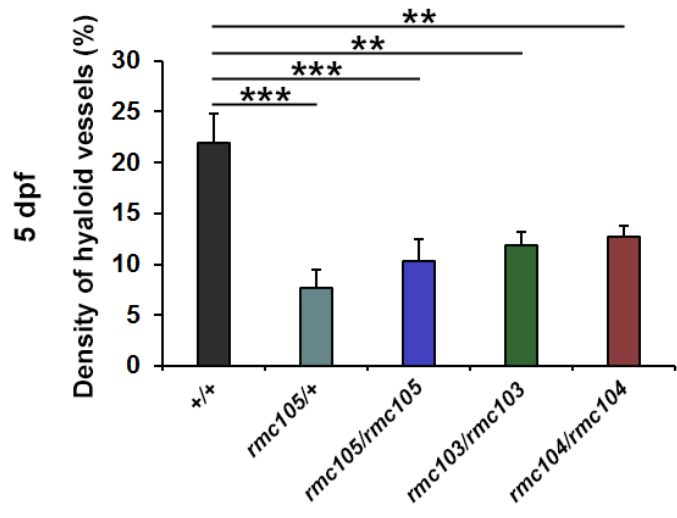 **
**
***
***
30
25
20
15
10
5
0
5 dpf
Density of hyaloid vessels (%)
+/+
rmc105/+
rmc105/rmc105
rmc103/rmc103
rmc104/rmc104